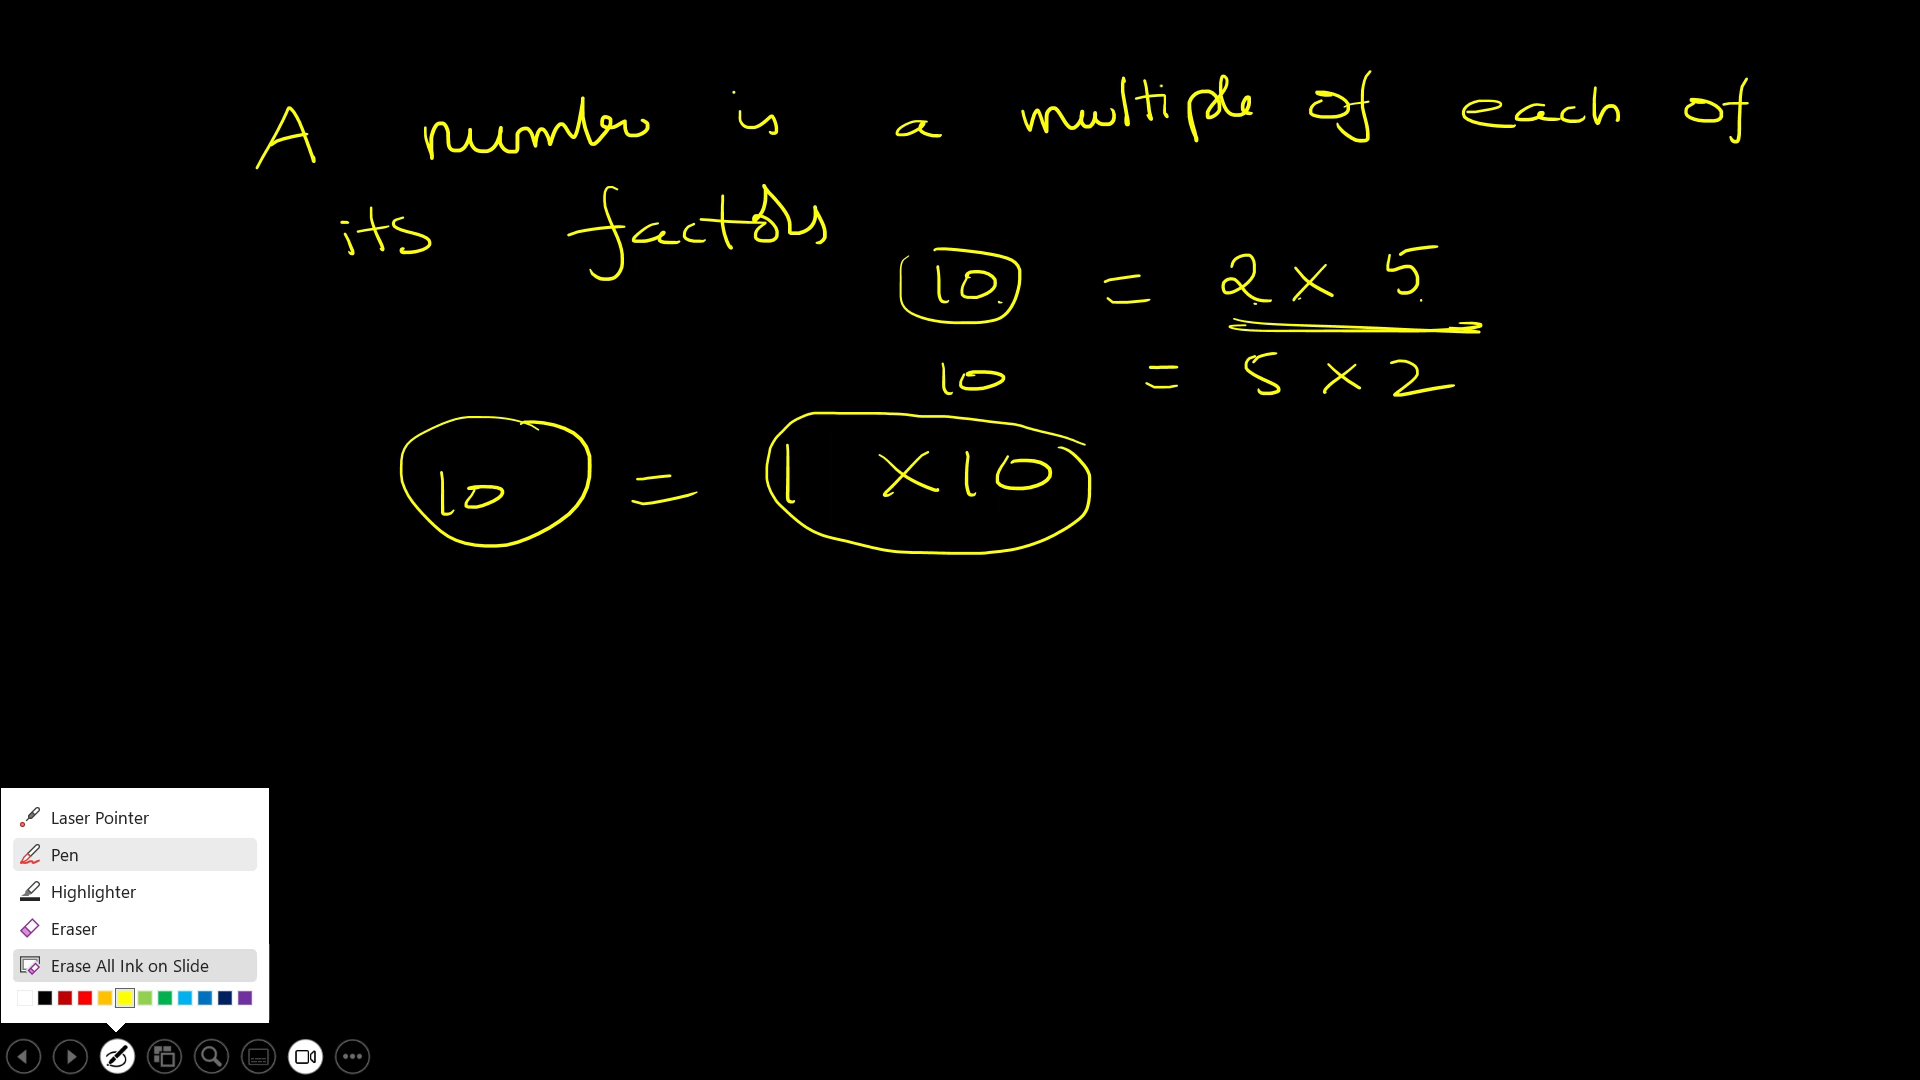 A number is a multiple of each of
its factors
10 = 2 × 5
10 = 5 × 2
10 = 1 × 10
Laser Pointer
Pen
Highlighter
Eraser
Erase All Ink on Slide